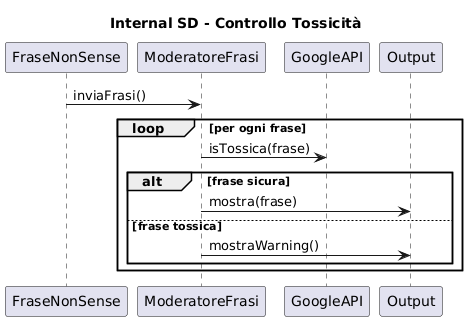 Internal SD - Controllo Tossicità
FraseNonSense ModeratoreFrasi GoogleAPI Output
inviaFrasi()
loop [per ogni frase]
isTossica(frase)
alt [frase sicura]
mostra(frase)
[frase tossica]
mostraWarning()
FraseNonSense ModeratoreFrasi GoogleAPI Output